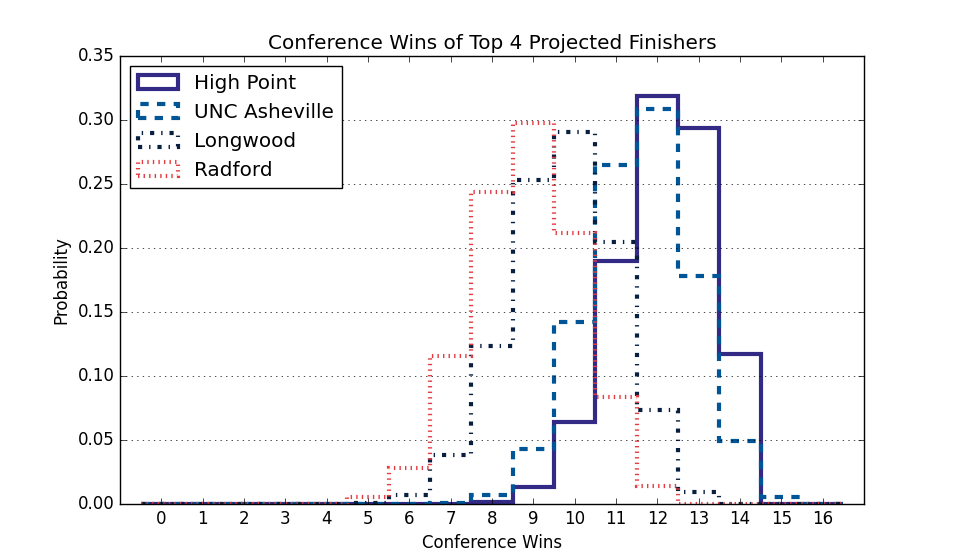 Conference Wins of Top 4 Projected Finishers
High Point
UNC Asheville
Longwood
Radford
0.35
0.30
0.25
0.20
0.15
0.10
0.05
0.00
Probability
0 1 2 3 4 5 6 7 8 9 10 11 12 13 14 15 16
Conference Wins